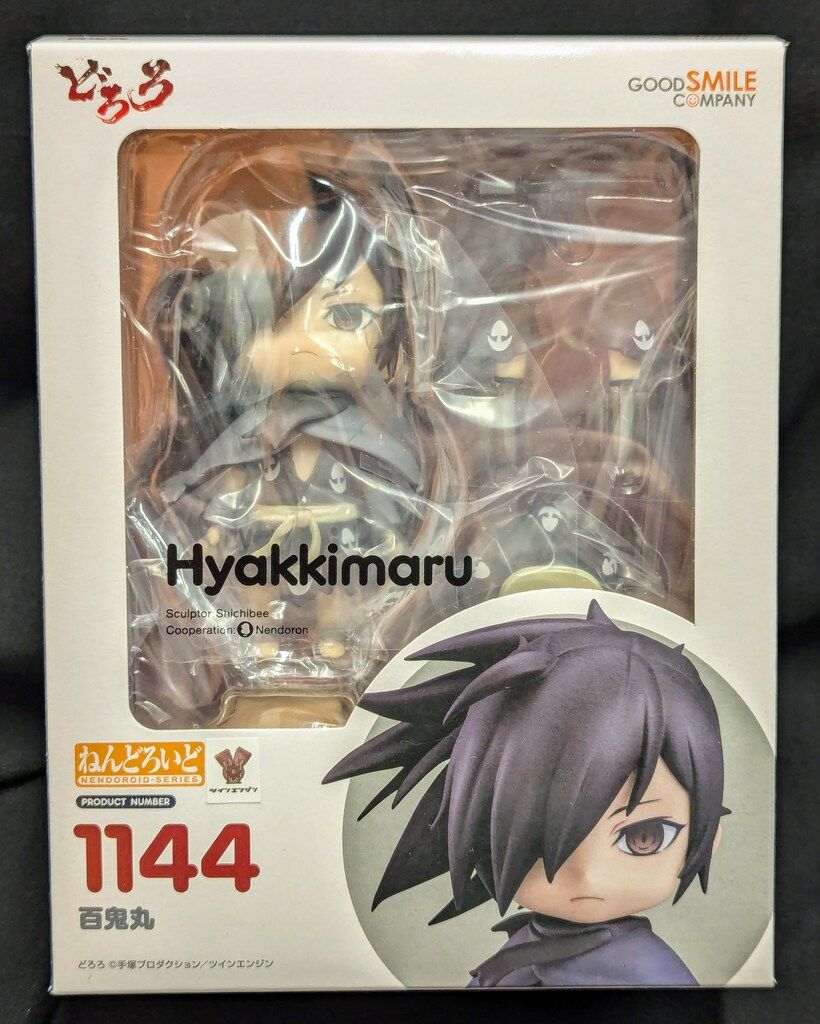 どろろ
GOOD SMILE
COMPANY
Hyakkimaru
Sculptor:Shichibee
Cooperation: Nendoron
ねんどろいど
NENDOROID-SERIES
ツインエンジン
PRODUCT NUMBER
1144
百鬼丸
どろろ ©手塚プロダクション/ツインエンジン